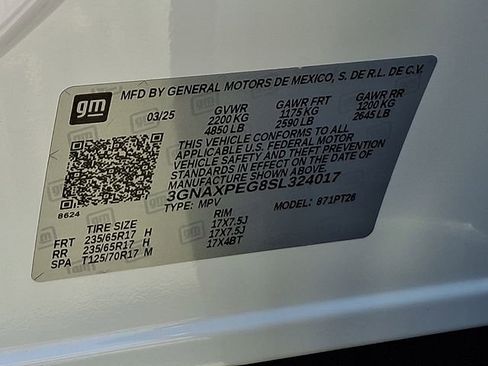 gm MFD BY GENERAL MOTORS DE MEXICO, S. DE R.L. DE C.V.
03/25 GVWR GAWR FRT GAWR RR
2200 KG 1175 KG 1200 KG
4850 LB 2590 LB 2645 LB
THIS VEHICLE CONFORMS TO ALL
APPLICABLE U.S. FEDERAL MOTOR
VEHICLE SAFETY AND THEFT PREVENTION
STANDARDS IN EFFECT ON THE DATE OF
MANUFACTURE SHOWN ABOVE.
3GNAXPEG8SL324017
8624 TYPE: MPV MODEL: 871PT26
TIRE SIZE RIM
FRT 235/65R17 H 17X7.5J
RR 235/65R17 H 17X7.5J
SPA T125/70R17 M 17X4BT